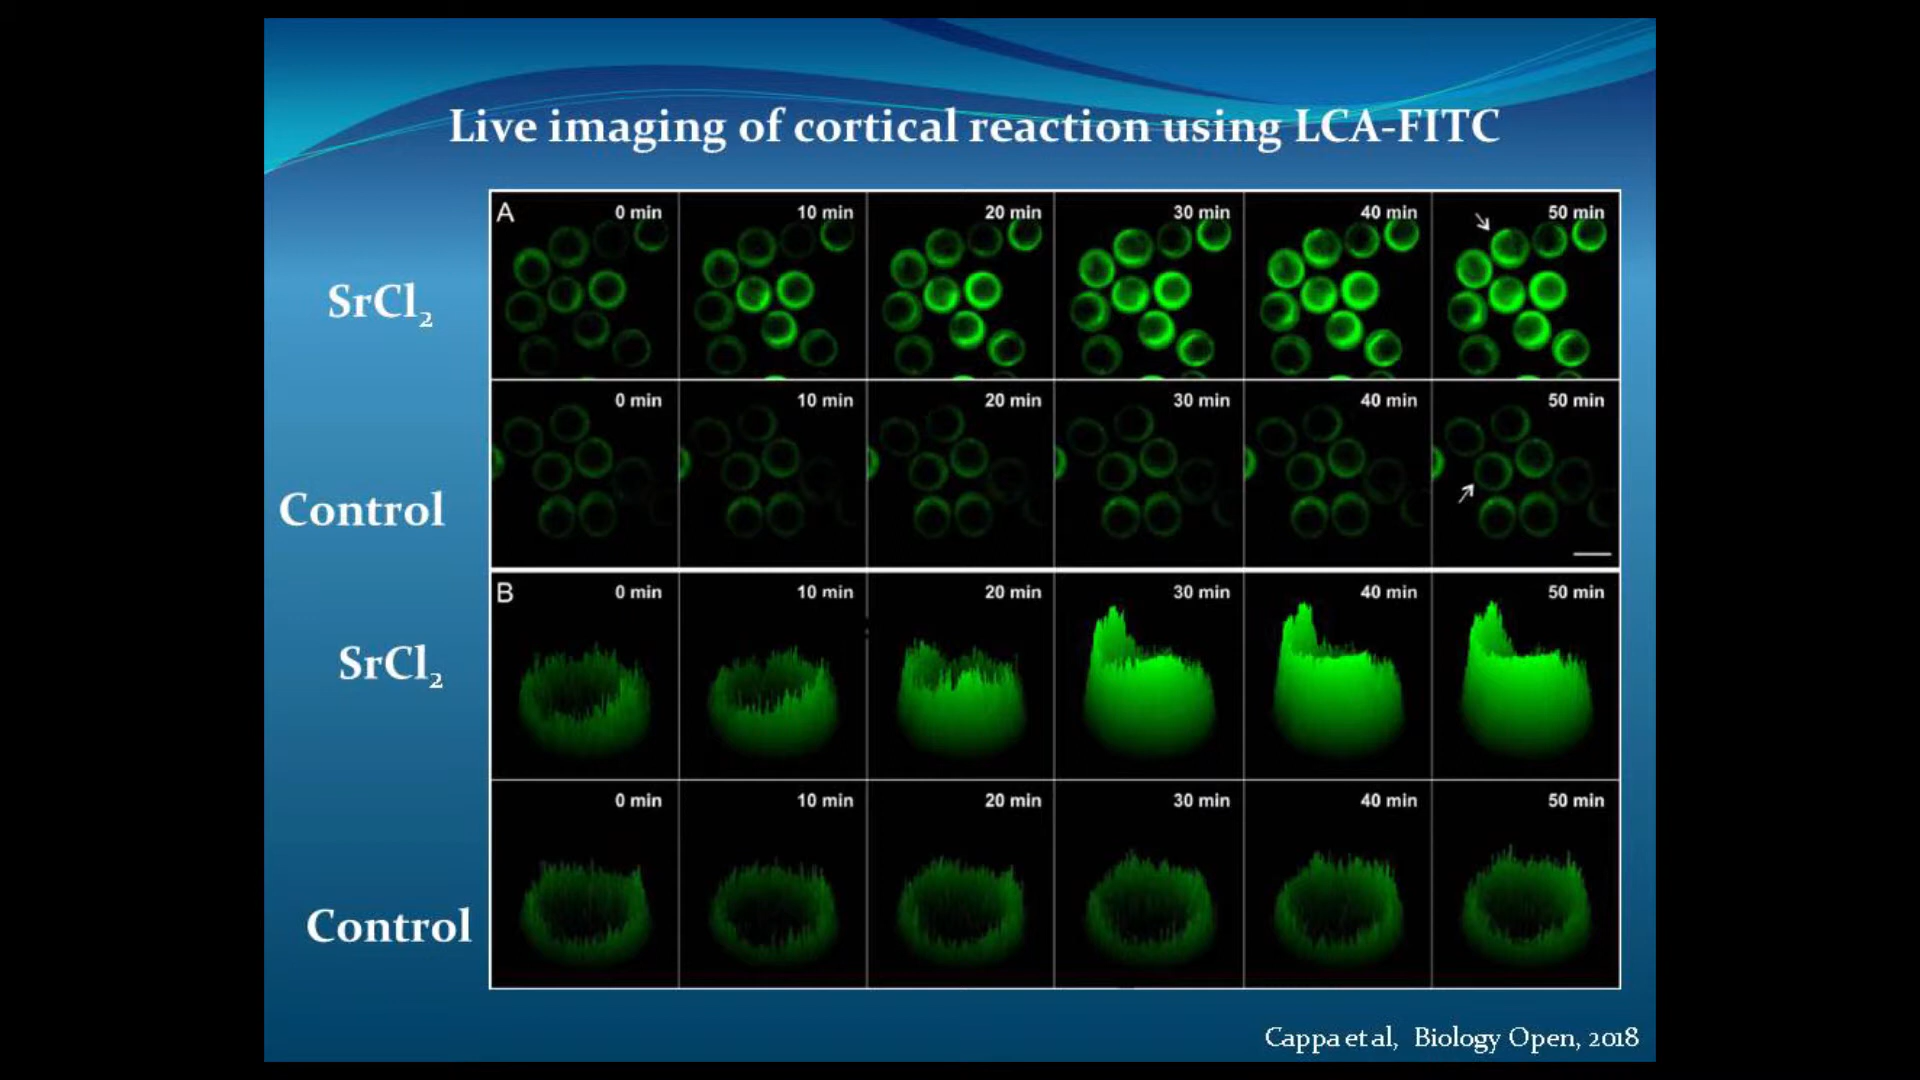 Live imaging of cortical reaction using LCA-FITC
A 0 min 10 min 20 min 30 min 40 min 50 min
SrCl₂
0 min 10 min 20 min 30 min 40 min 50 min
Control
B 0 min 10 min 20 min 30 min 40 min 50 min
SrCl₂
0 min 10 min 20 min 30 min 40 min 50 min
Control
Cappa et al, Biology Open, 2018